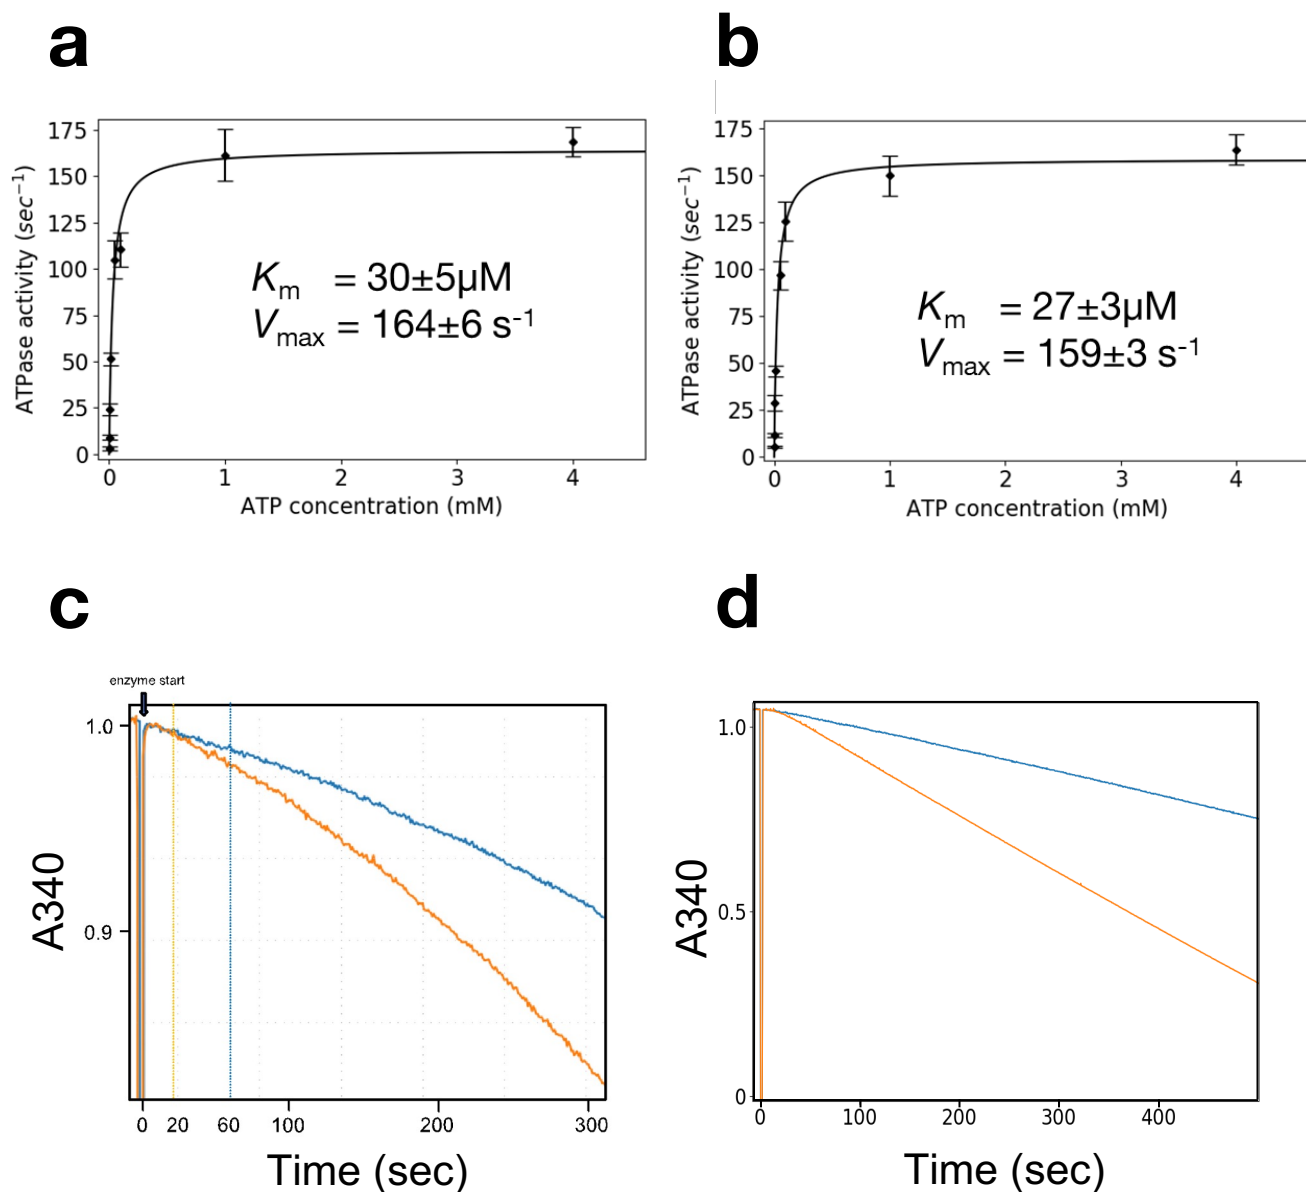 a
b
175
150
125
100
75
50
25
0
ATPase activity (sec⁻¹)
Kₘ = 30±5μM
Vmax = 164±6 s⁻¹
0 1 2 3 4
ATP concentration (mM)
175
150
125
100
75
50
25
0
ATPase activity (sec⁻¹)
Kₘ = 27±3μM
Vmax = 159±3 s⁻¹
0 1 2 3 4
ATP concentration (mM)
c
d
enzyme start
1.0
0.9
A340
0 20 60 100 200 300
Time (sec)
1.0
0.5
0
A340
0 100 200 300 400
Time (sec)